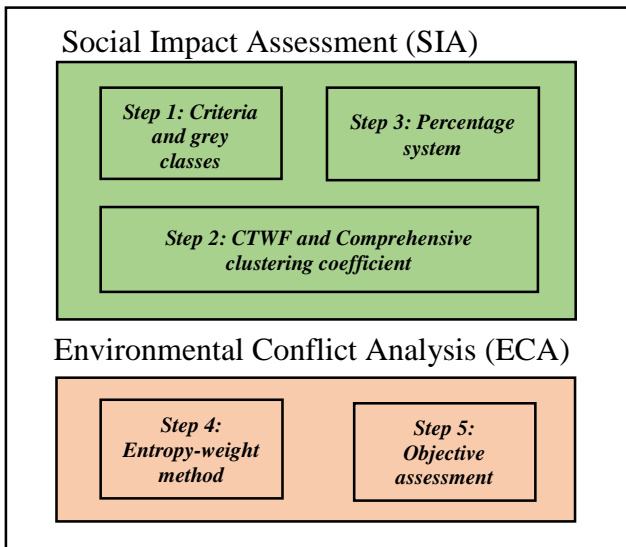 Social Impact Assessment (SIA)
Step 1: Criteria
and grey
classes
Step 3: Percentage
system
Step 2: CTWF and Comprehensive
clustering coefficient
Environmental Conflict Analysis (ECA)
Step 4:
Entropy-weight
method
Step 5:
Objective
assessment